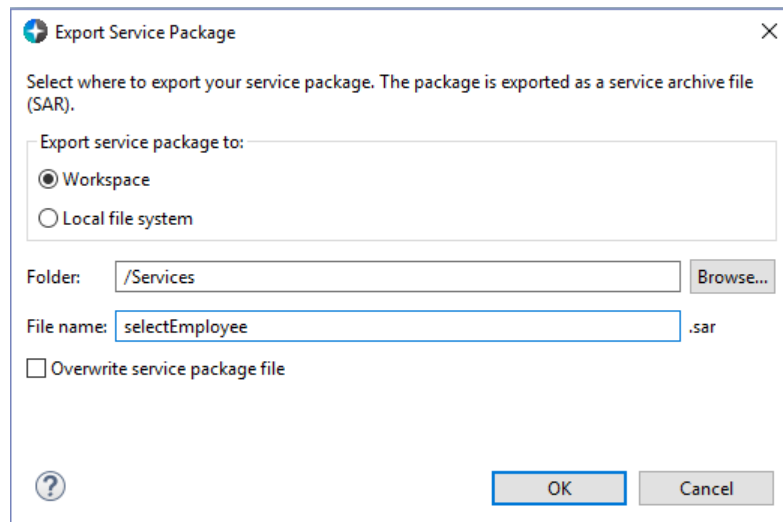 Export Service Package
Select where to export your service package. The package is exported as a service archive file
(SAR).
Export service package to:
Workspace
Local file system
Folder: /Services Browse...
File name: selectEmployee .sar
Overwrite service package file
? OK Cancel